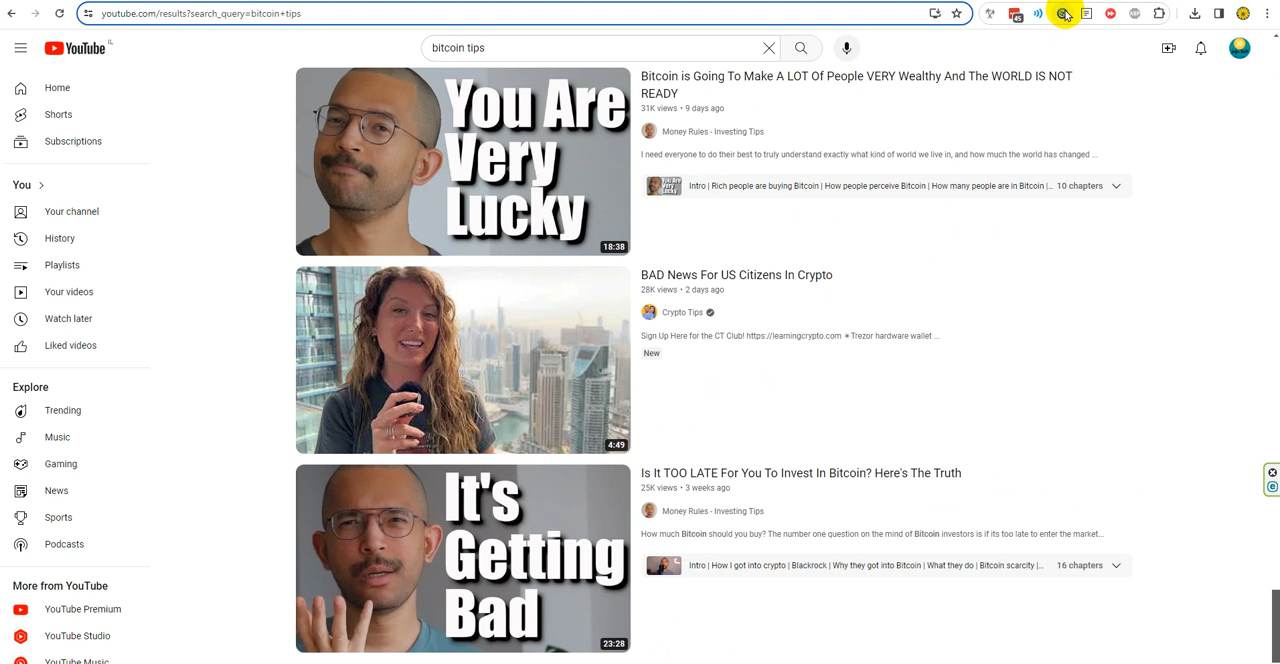 youtube.com/results?search_query=bitcoin+tips
45
YouTube IL
bitcoin tips
Home
Shorts
Subscriptions
You
Your channel
History
Playlists
Your videos
Watch later
Liked videos
Explore
Trending
Music
Gaming
News
Sports
Podcasts
More from YouTube
YouTube Premium
YouTube Studio
YouTube Music
You Are
Very
Lucky
18:38
Bitcoin is Going To Make A LOT Of People VERY Wealthy And The WORLD IS NOT
READY
31K views • 9 days ago
Money Rules - Investing Tips
I need everyone to do their best to truly understand exactly what kind of world we live in, and how much the world has changed ...
Intro | Rich people are buying Bitcoin | How people perceive Bitcoin | How many people are in Bitcoin |... 10 chapters
4:49
BAD News For US Citizens In Crypto
28K views • 2 days ago
Crypto Tips
Sign Up Here for the CT Club! https://learningcrypto.com ☀Trezor hardware wallet ...
New
It's
Getting
Bad
23:28
Is It TOO LATE For You To Invest In Bitcoin? Here's The Truth
25K views • 3 weeks ago
Money Rules - Investing Tips
How much Bitcoin should you buy? The number one question on the mind of Bitcoin investors is if its too late to enter the market...
Intro | How I got into crypto | Blackrock | Why they got into Bitcoin | What they do | Bitcoin scarcity |... 16 chapters